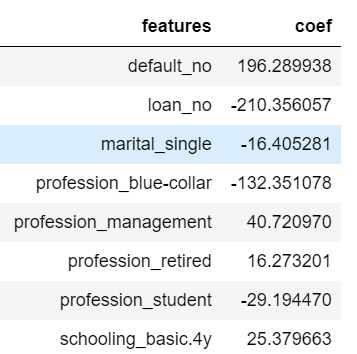 features coef
default_no 196.289938
loan_no -210.356057
marital_single -16.405281
profession_blue-collar -132.351078
profession_management 40.720970
profession_retired 16.273201
profession_student -29.194470
schooling_basic.4y 25.379663